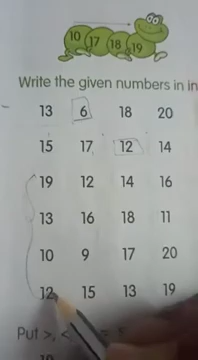 10 17 18 19
Write the given numbers in in
13 6 18 20
15 17 12 14
19 12 14 16
13 16 18 11
10 9 17 20
12 15 13 19
Put >, <
10